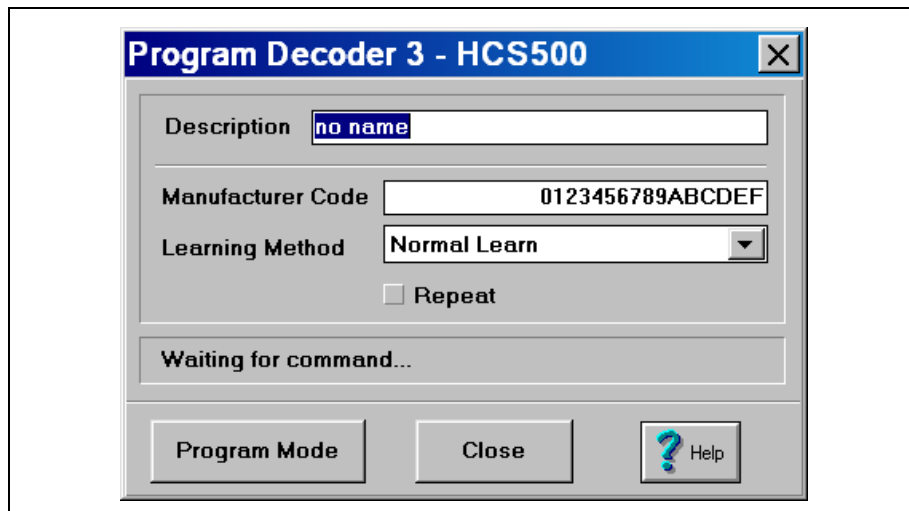 Program Decoder 3 - HCS500
Description no name
Manufacturer Code 0123456789ABCDEF
Learning Method Normal Learn
Repeat
Waiting for command...
Program Mode Close ? Help